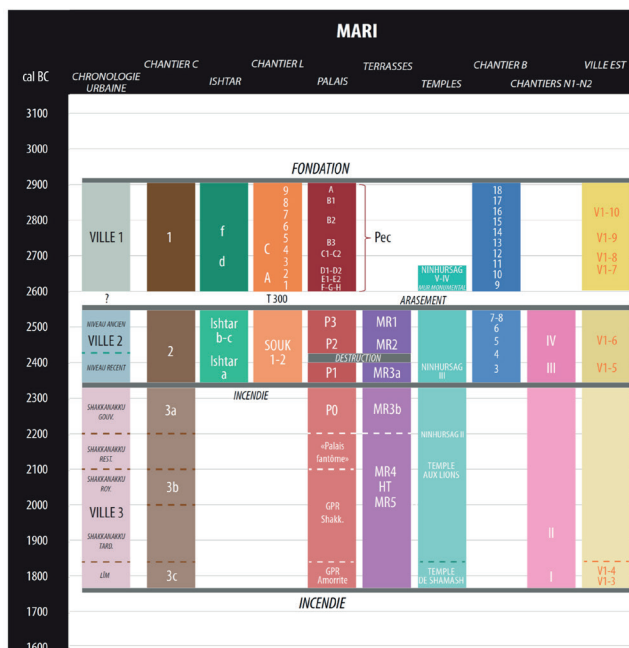 MARI
cal BC
CHRONOLOGIE
URBAINE
CHANTIER C
ISHTAR
CHANTIER L
PALAIS
TERRASSES
TEMPLES
CHANTIER B
CHANTIERS N1-N2
VILLE EST
3100
3000
2900
2800
2700
2600
2500
2400
2300
2200
2100
2000
1900
1800
1700
1600
FONDATION
VILLE 1
1
f
d
C
A
9
8
7
6
5
4
3
2
1
A
B1
B2
B3
C1-C2
D1-D2
E1-E2
F-G-H
Pec
NINHURSAG
V-IV
MUR MONUMENTAL
18
17
16
15
14
13
12
11
10
9
V1-10
V1-9
V1-8
V1-7
?
T 300
ARASEMENT
NIVEAU ANCIEN
VILLE 2
NIVEAU RECENT
2
Ishtar
b-c
Ishtar
a
SOUK
1-2
P3
P2
DESTRUCTION
P1
MR1
MR2
MR3a
NINHURSAG
III
7-8
6
5
4
3
IV
III
V1-6
V1-5
INCENDIE
SHAKKANAKKU
GOUV.
SHAKKANAKKU
REST.
SHAKKANAKKU
ROY.
VILLE 3
SHAKKANAKKU
TARD.
LÎM
3a
3b
3c
P0
«Palais
fantôme»
GPR
Shakk.
GPR
Amorrite
MR3b
MR4
HT
MR5
NINHURSAG II
TEMPLE
AUX LIONS
TEMPLE
DE SHAMASH
II
I
V1-4
V1-3
INCENDIE